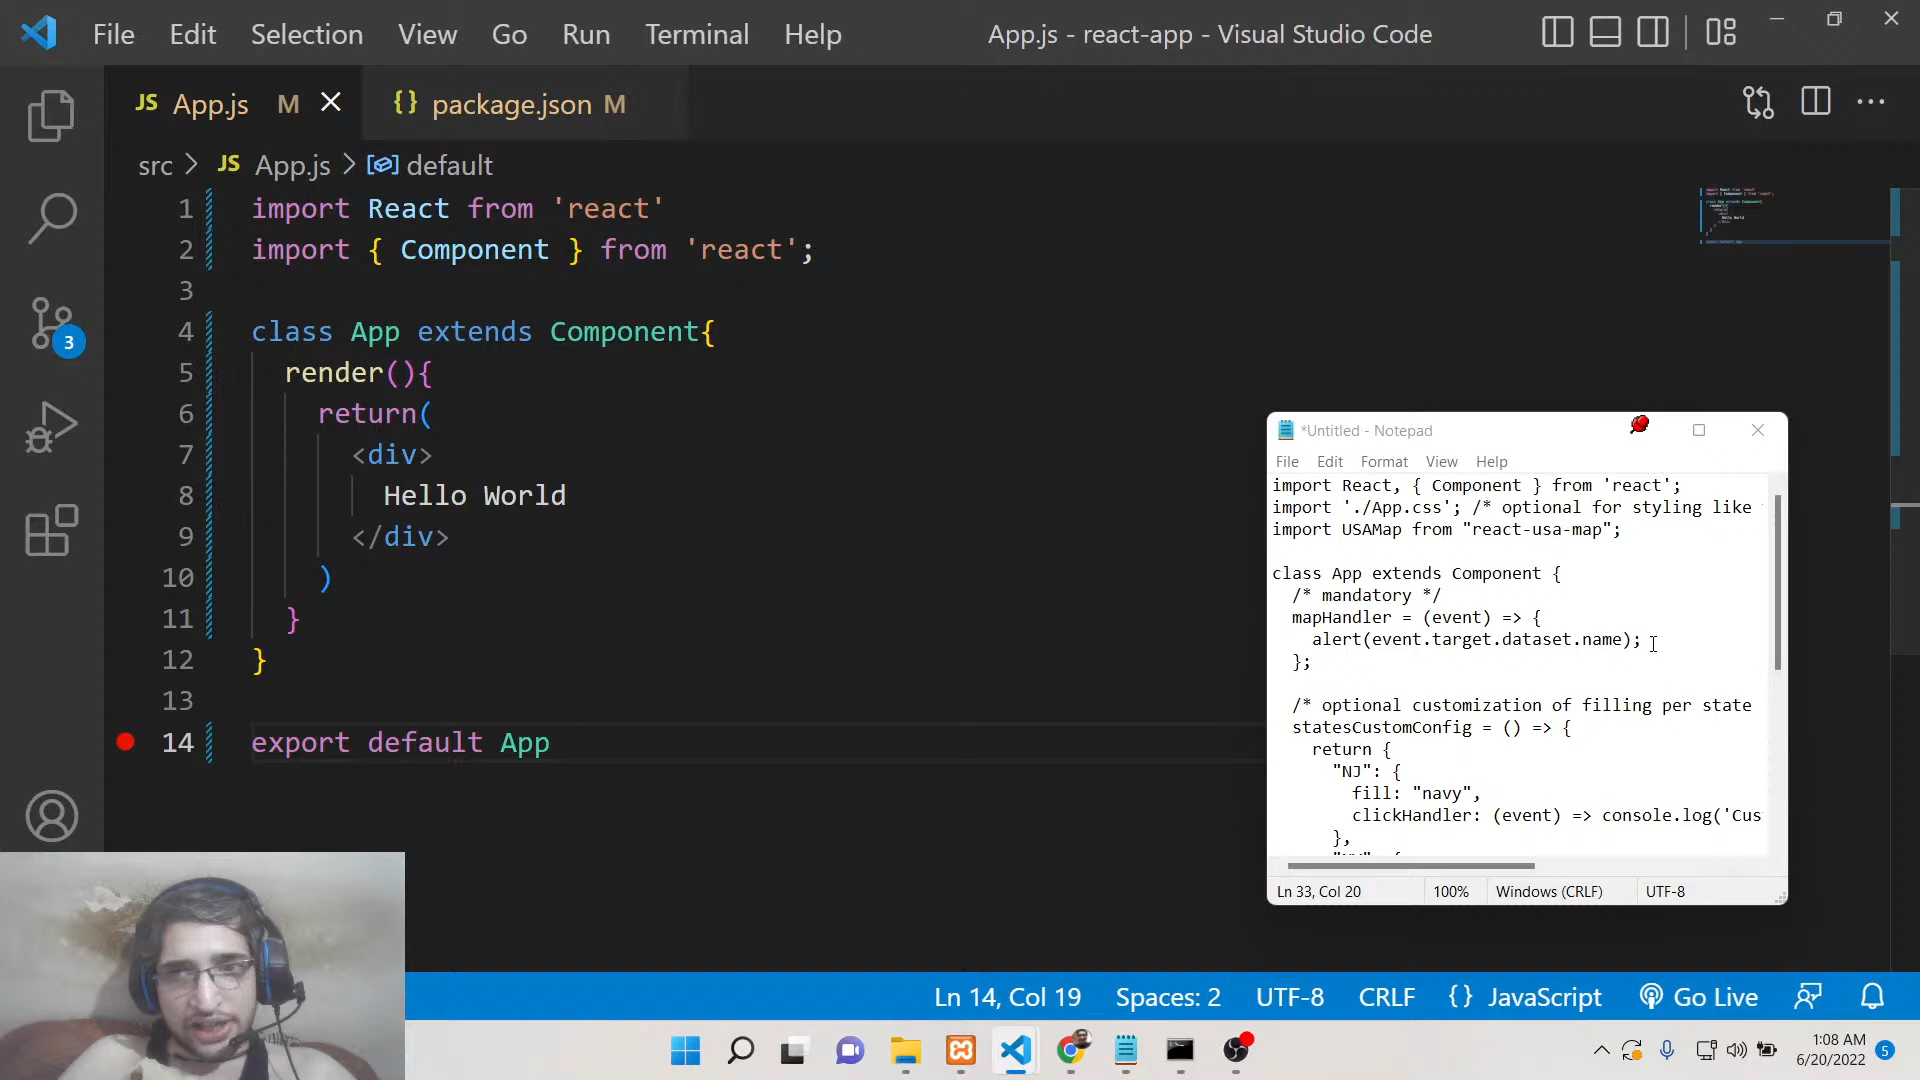 File Edit Selection View Go Run Terminal Help
App.js - react-app - Visual Studio Code
JS App.js M
{} package.json M
src > JS App.js > default
1 import React from 'react'
2 import { Component } from 'react';
3
4 class App extends Component{
5 render(){
6 return(
7 <div>
8 Hello World
9 </div>
10 )
11 }
12 }
13
14 export default App
3
*Untitled - Notepad
File Edit Format View Help
import React, { Component } from 'react';
import './App.css'; /* optional for styling like
import USAMap from "react-usa-map";
class App extends Component {
/* mandatory */
mapHandler = (event) => {
alert(event.target.dataset.name);
};
/* optional customization of filling per state
statesCustomConfig = () => {
return {
"NJ": {
fill: "navy",
clickHandler: (event) => console.log('Cus
},
Ln 33, Col 20 100% Windows (CRLF) UTF-8
Ln 14, Col 19 Spaces: 2 UTF-8 CRLF {} JavaScript Go Live
1:08 AM
6/20/2022
5